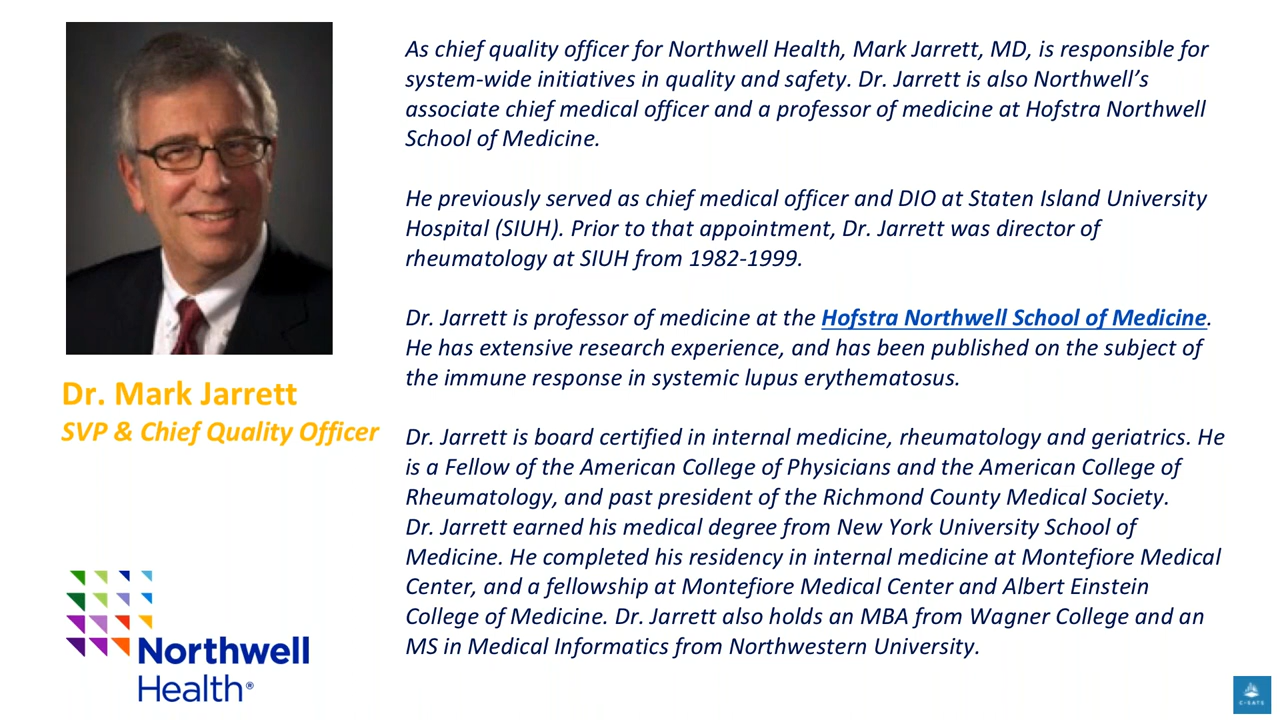 As chief quality officer for Northwell Health, Mark Jarrett, MD, is responsible for
system-wide initiatives in quality and safety. Dr. Jarrett is also Northwell’s
associate chief medical officer and a professor of medicine at Hofstra Northwell
School of Medicine.
He previously served as chief medical officer and DIO at Staten Island University
Hospital (SIUH). Prior to that appointment, Dr. Jarrett was director of
rheumatology at SIUH from 1982-1999.
Dr. Jarrett is professor of medicine at the Hofstra Northwell School of Medicine.
He has extensive research experience, and has been published on the subject of
the immune response in systemic lupus erythematosus.
Dr. Jarrett is board certified in internal medicine, rheumatology and geriatrics. He
is a Fellow of the American College of Physicians and the American College of
Rheumatology, and past president of the Richmond County Medical Society.
Dr. Jarrett earned his medical degree from New York University School of
Medicine. He completed his residency in internal medicine at Montefiore Medical
Center, and a fellowship at Montefiore Medical Center and Albert Einstein
College of Medicine. Dr. Jarrett also holds an MBA from Wagner College and an
MS in Medical Informatics from Northwestern University.
Dr. Mark Jarrett
SVP & Chief Quality Officer
Northwell
Health®
C-SATS